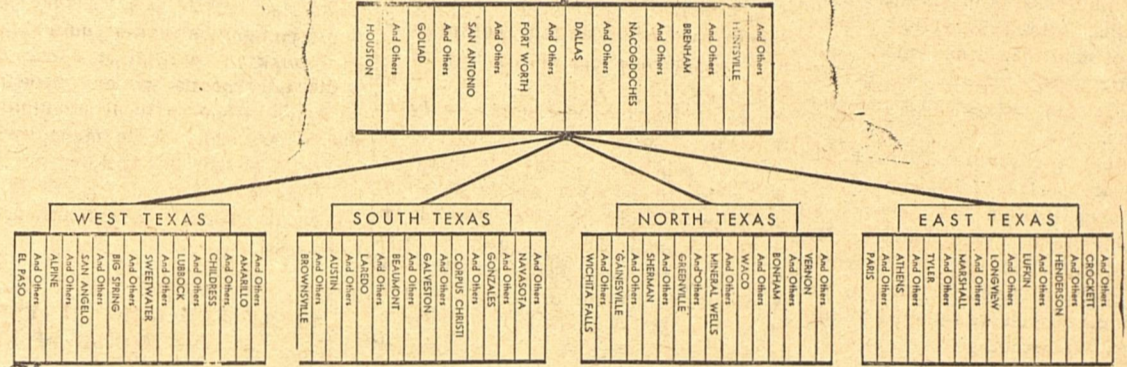 HOUSTON
And Others
GOLIAD
And Others
SAN ANTONIO
And Others
FORT WORTH
And Others
DALLAS
And Others
NACOGDOCHES
And Others
BRENHAM
And Others
HUNTSVILLE
And Others
WEST TEXAS
EL PASO
And Others
ALPINE
And Others
SAN ANGELO
And Others
BIG SPRING
And Others
SWEETWATER
And Others
LUBBOCK
And Others
CHILDRESS
And Others
AMARILLO
And Others
SOUTH TEXAS
BROWNSVILLE
And Others
AUSTIN
And Others
LAREDO
And Others
BEAUMONT
And Others
GALVESTON
And Others
CORPUS CHRISTI
And Others
GONZALES
And Others
NAVASOTA
And Others
NORTH TEXAS
WICHITA FALLS
And Others
GAINESVILLE
And Others
SHERMAN
And Others
GREENVILLE
And Others
MINERAL WELLS
And Others
WACO
And Others
BONHAM
And Others
VERNON
And Others
EAST TEXAS
PARIS
And Others
ATHENS
And Others
TYLER
And Others
MARSHALL
And Others
LONGVIEW
And Others
LUFKIN
And Others
HENDERSON
And Others
CROCKETT
And Others